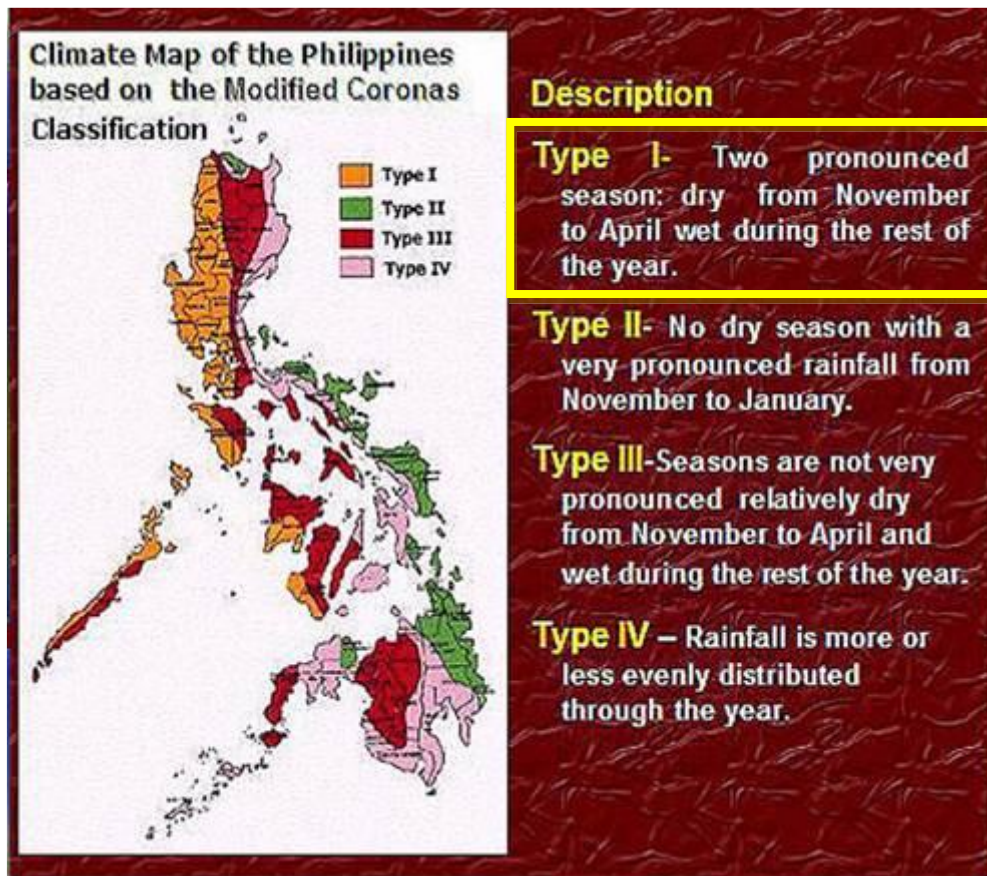 Climate Map of the Philippines
based on the Modified Coronas
Classification
Type I
Type II
Type III
Type IV
Description
Type I- Two pronounced
season: dry from November
to April wet during the rest of
the year.
Type II- No dry season with a
very pronounced rainfall from
November to January.
Type III-Seasons are not very
pronounced relatively dry
from November to April and
wet during the rest of the year.
Type IV – Rainfall is more or
less evenly distributed
through the year.